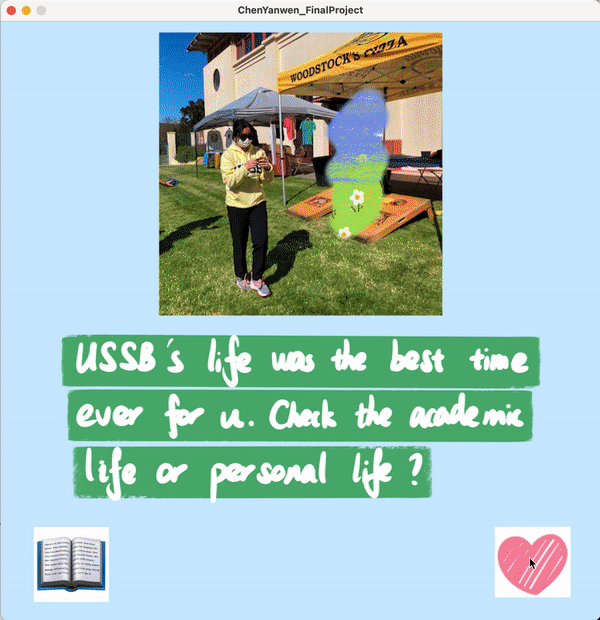 ChenYanwen_FinalProject
WOODSTOCK'S PIZZA
USSB's life was the best time
ever for u. Check the academic
life or personal life?